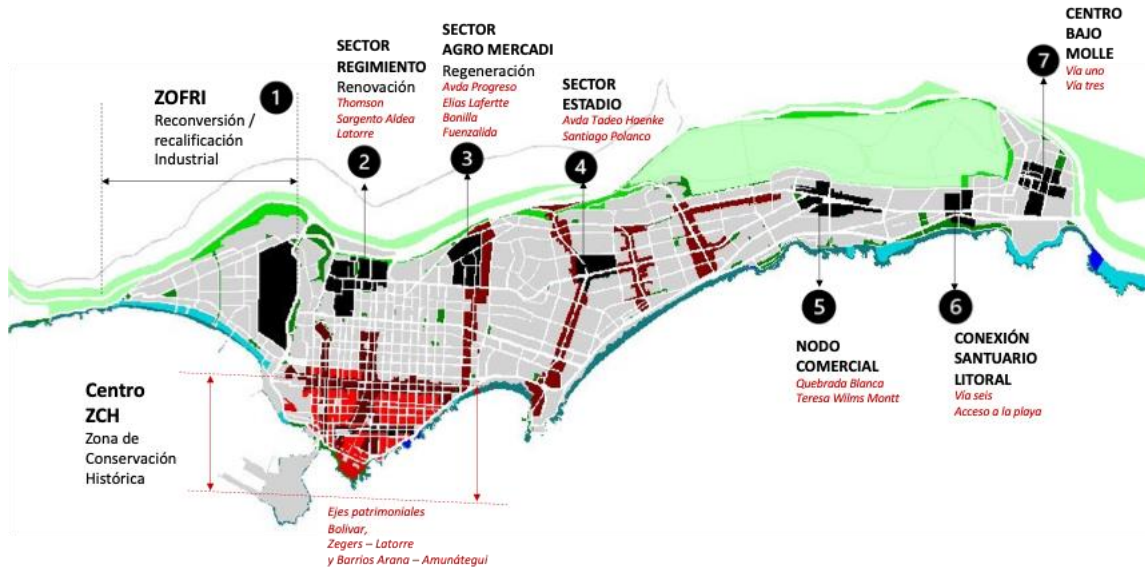 1
ZOFRI
Reconversión /
recalificación
Industrial
SECTOR
REGIMIENTO
Renovación
Thomson
Sargento Aldea
Latorre
2
SECTOR
AGRO MERCADI
Regeneración
Avda Progreso
Elias Lafertte
Bonilla
Fuenzalida
3
SECTOR
ESTADIO
Avda Tadeo Haenke
Santiago Polanco
4
CENTRO
BAJO
MOLLE
Vía uno
Vía tres
7
5
NODO
COMERCIAL
Quebrada Blanca
Teresa Wilms Montt
6
CONEXIÓN
SANTUARIO
LITORAL
Vía seis
Acceso a la playa
Centro
ZCH
Zona de
Conservación
Histórica
Ejes patrimoniales
Bolivar,
Zegers – Latorre
y Barrios Arana – Amunátegui